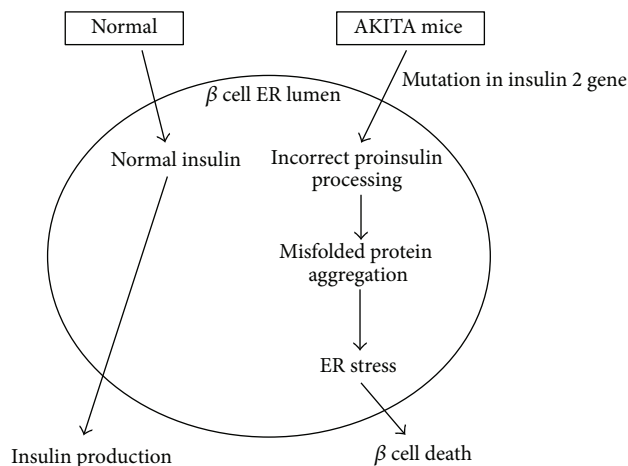 Normal
AKITA mice
Mutation in insulin 2 gene
β cell ER lumen
Normal insulin
Incorrect proinsulin
processing
Misfolded protein
aggregation
ER stress
Insulin production
β cell death